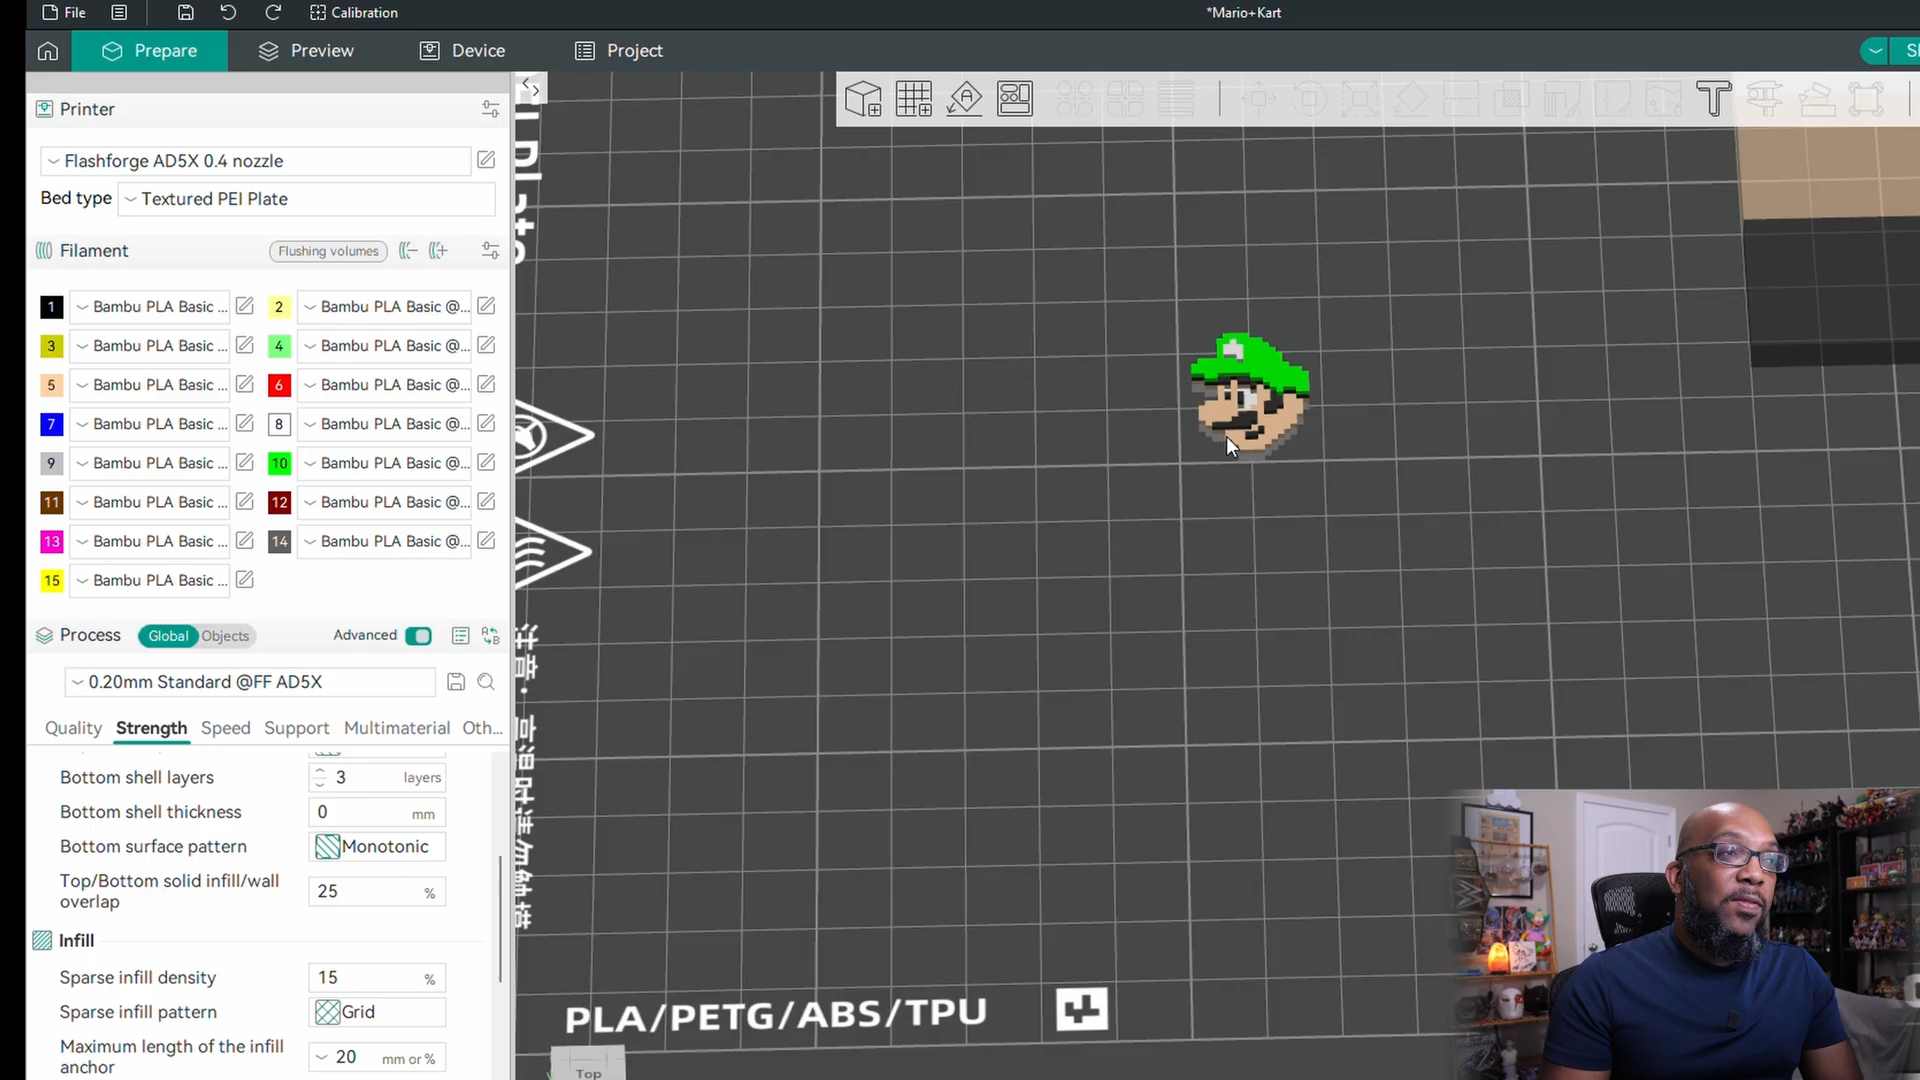 File
Calibration
*Mario+Kart
Prepare
Preview
Device
Project
Printer
Flashforge AD5X 0.4 nozzle
Bed type
Textured PEI Plate
Filament
Flushing volumes
1 Bambu PLA Basic ...
2 Bambu PLA Basic @...
3 Bambu PLA Basic ...
4 Bambu PLA Basic @...
5 Bambu PLA Basic ...
6 Bambu PLA Basic @...
7 Bambu PLA Basic ...
8 Bambu PLA Basic @...
9 Bambu PLA Basic ...
10 Bambu PLA Basic @...
11 Bambu PLA Basic ...
12 Bambu PLA Basic @...
13 Bambu PLA Basic ...
14 Bambu PLA Basic @...
15 Bambu PLA Basic ...
Process
Global Objects
Advanced
0.20mm Standard @FF AD5X
Quality Strength Speed Support Multimaterial Oth...
Bottom shell layers 3 layers
Bottom shell thickness 0 mm
Bottom surface pattern Monotonic
Top/Bottom solid infill/wall
overlap 25 %
Infill
Sparse infill density 15 %
Sparse infill pattern Grid
Maximum length of the infill
anchor 20 mm or %
PLA/PETG/ABS/TPU
Top